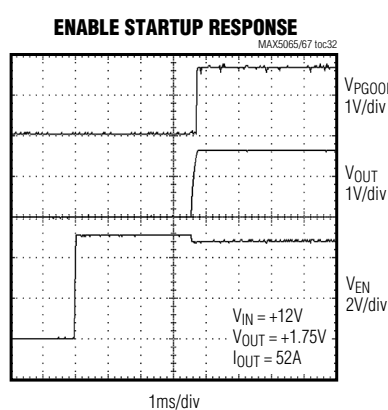 ENABLE STARTUP RESPONSE
MAX5065/67 toc32
1V/div
VOUT
1V/div
VEN
2V/div
VIN = +12V
VOUT = +1.75V
IOUT = 52A
1ms/div